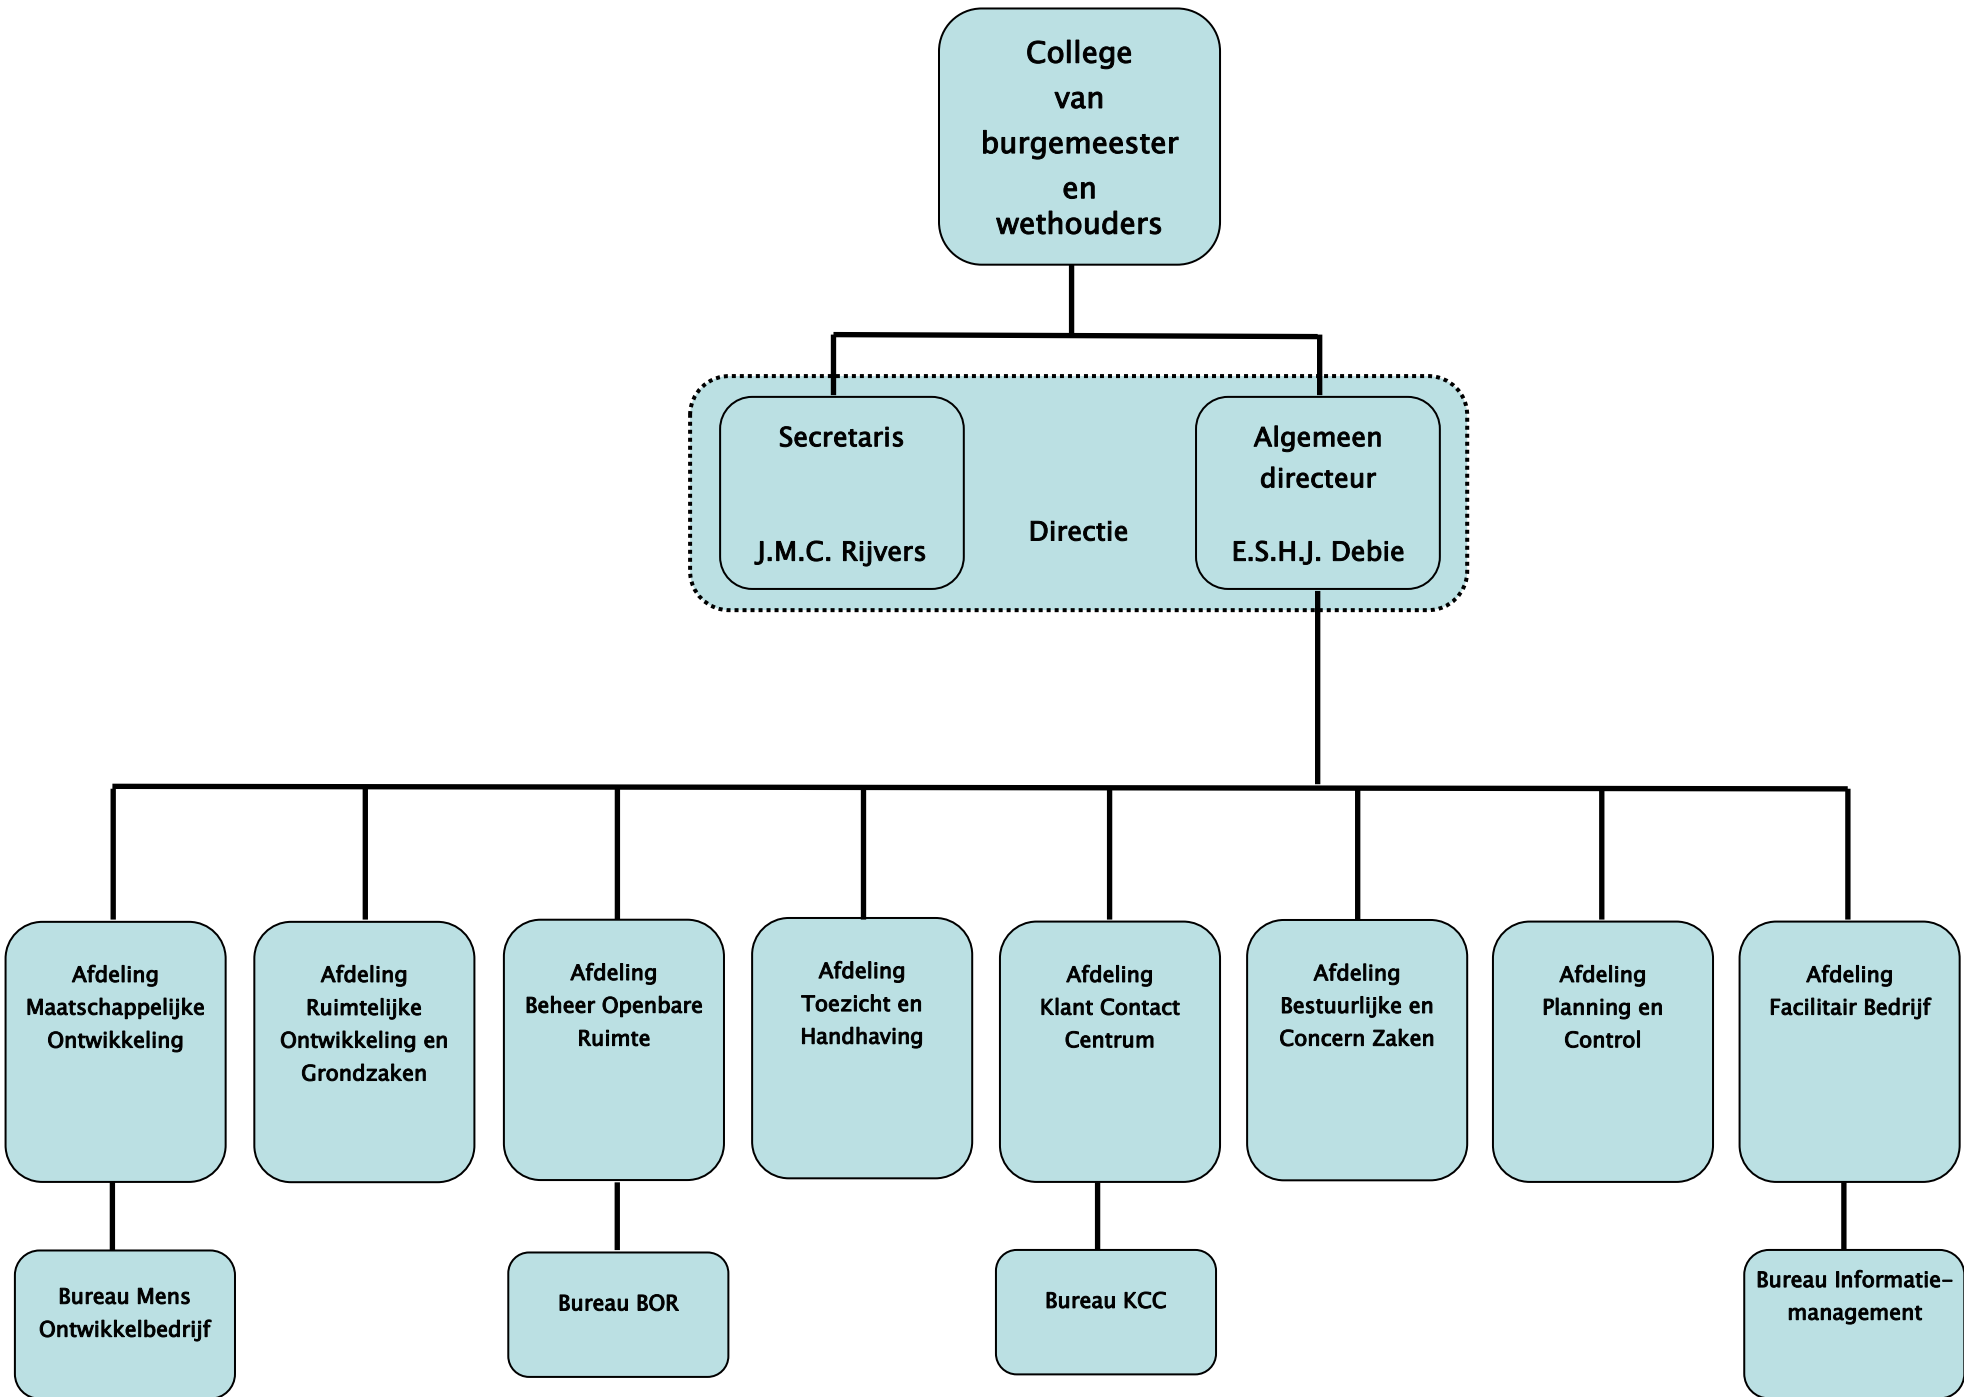 College
van
burgemeester
en
wethouders
Secretaris
J.M.C. Rijvers
Directie
Algemeen
directeur
E.S.H.J. Debie
Afdeling
Maatschappelijke
Ontwikkeling
Afdeling
Ruimtelijke
Ontwikkeling en
Grondzaken
Afdeling
Beheer Openbare
Ruimte
Afdeling
Toezicht en
Handhaving
Afdeling
Klant Contact
Centrum
Afdeling
Bestuurlijke en
Concern Zaken
Afdeling
Planning en
Control
Afdeling
Facilitair Bedrijf
Bureau Mens
Ontwikkelbedrijf
Bureau BOR
Bureau KCC
Bureau Informatie-
management